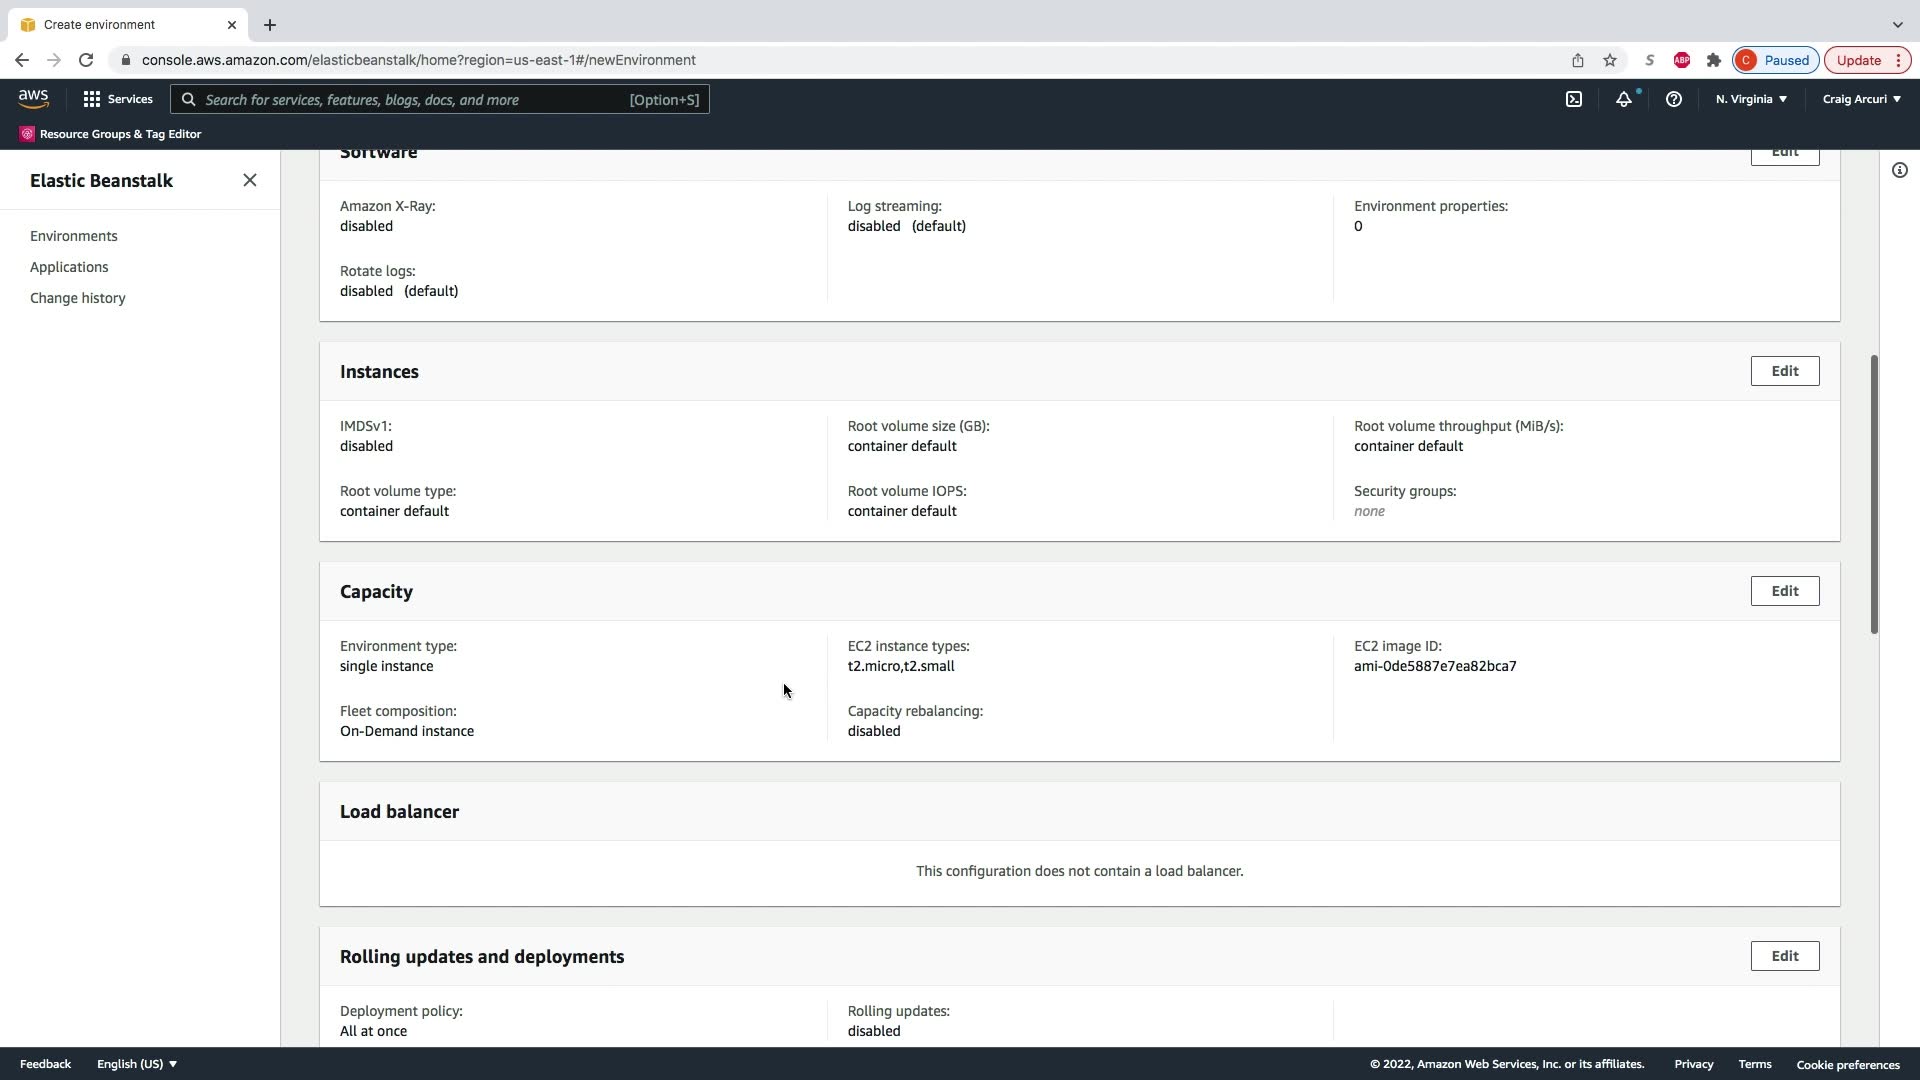 Create environment
console.aws.amazon.com/elasticbeanstalk/home?region=us-east-1#/newEnvironment
S
ABP
C Paused
Update
aws
Services
Search for services, features, blogs, docs, and more [Option+S]
N. Virginia ▼
Craig Arcuri ▼
Resource Groups & Tag Editor
Elastic Beanstalk
Environments
Applications
Change history
Software
Edit
Amazon X-Ray:
disabled
Log streaming:
disabled (default)
Environment properties:
0
Rotate logs:
disabled (default)
Instances
Edit
IMDSv1:
disabled
Root volume size (GB):
container default
Root volume throughput (MiB/s):
container default
Root volume type:
container default
Root volume IOPS:
container default
Security groups:
none
Capacity
Edit
Environment type:
single instance
EC2 instance types:
t2.micro,t2.small
EC2 image ID:
ami-0de5887e7ea82bca7
Fleet composition:
On-Demand instance
Capacity rebalancing:
disabled
Load balancer
This configuration does not contain a load balancer.
Rolling updates and deployments
Edit
Deployment policy:
All at once
Rolling updates:
disabled
Feedback
English (US) ▼
© 2022, Amazon Web Services, Inc. or its affiliates.
Privacy
Terms
Cookie preferences